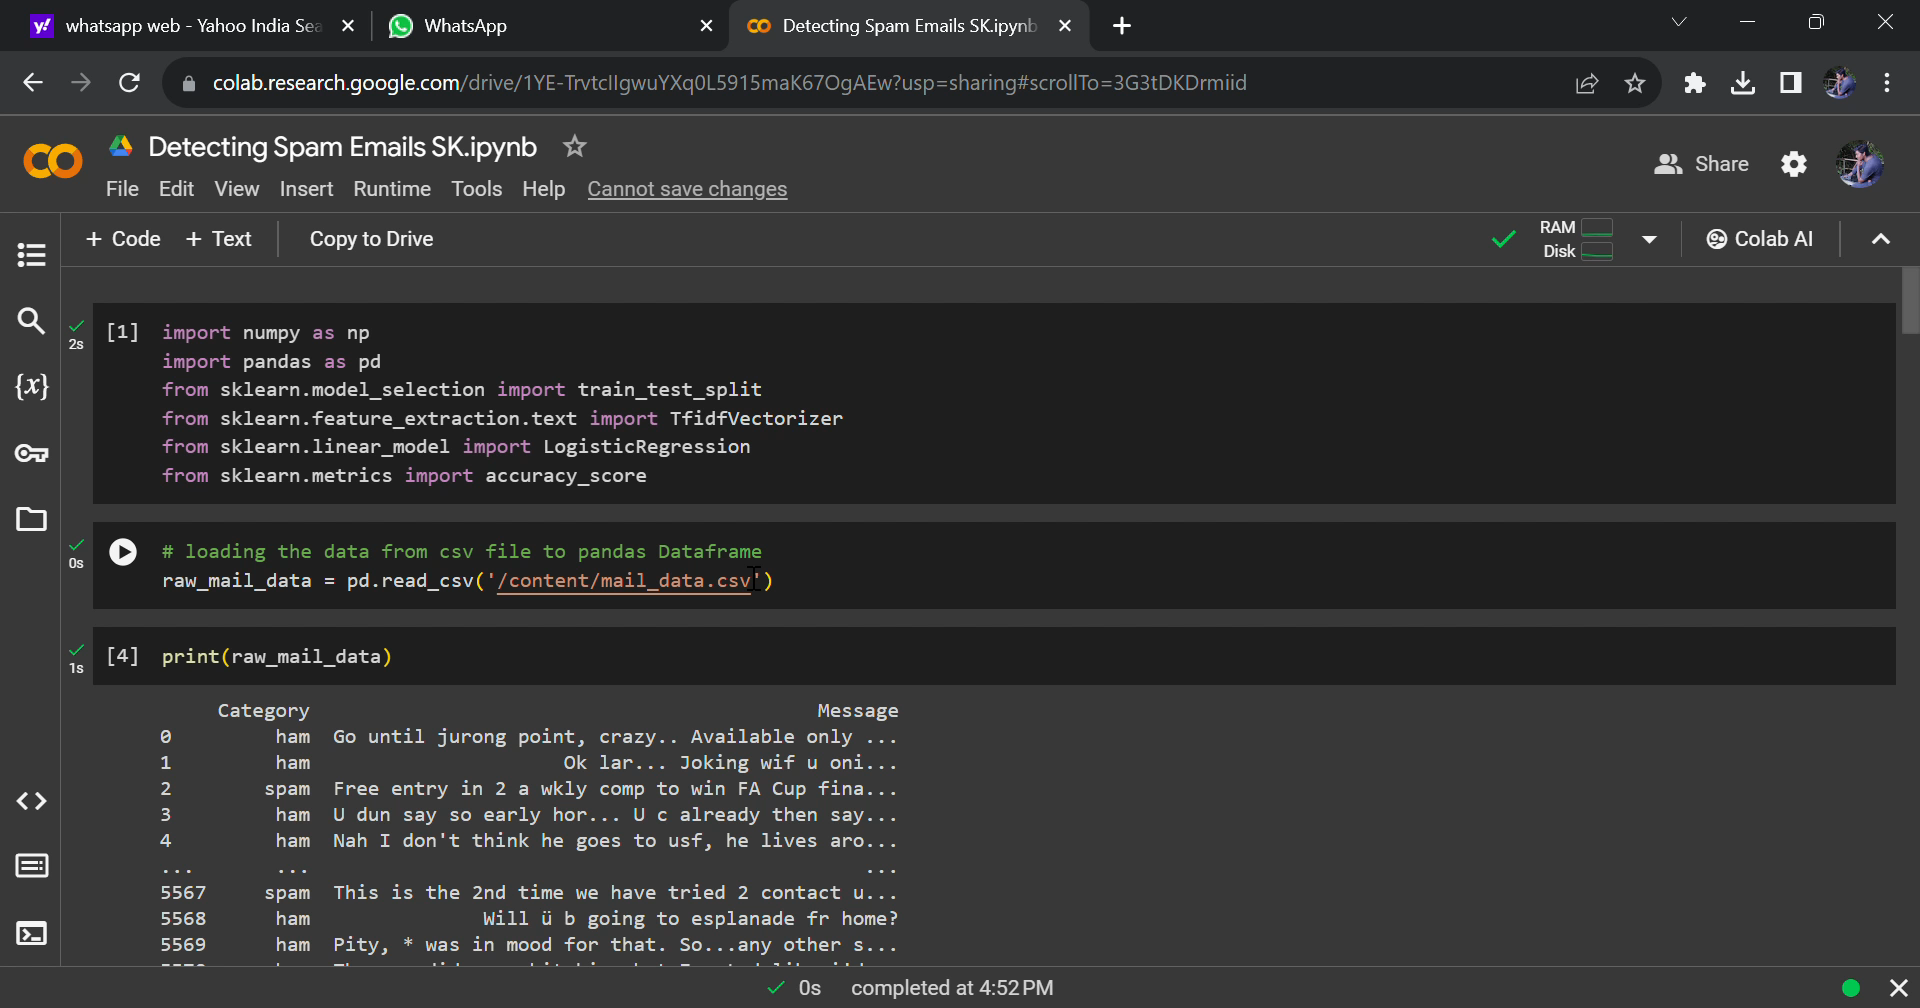 whatsapp web - Yahoo India Sea
WhatsApp
Detecting Spam Emails SK.ipynb
colab.research.google.com/drive/1YE-TrvtclIgwuYXq0L5915maK67OgAEw?usp=sharing#scrollTo=3G3tDKDrmiid
Detecting Spam Emails SK.ipynb
File Edit View Insert Runtime Tools Help Cannot save changes
Share
+ Code + Text Copy to Drive
RAM
Disk
Colab AI
[1] import numpy as np
2s
import pandas as pd
from sklearn.model_selection import train_test_split
from sklearn.feature_extraction.text import TfidfVectorizer
from sklearn.linear_model import LogisticRegression
from sklearn.metrics import accuracy_score
0s
# loading the data from csv file to pandas Dataframe
raw_mail_data = pd.read_csv('/content/mail_data.csv')
1s
[4] print(raw_mail_data)
Category Message
0 ham Go until jurong point, crazy.. Available only ...
1 ham Ok lar... Joking wif u oni...
2 spam Free entry in 2 a wkly comp to win FA Cup fina...
3 ham U dun say so early hor... U c already then say...
4 ham Nah I don't think he goes to usf, he lives aro...
... ... ...
5567 spam This is the 2nd time we have tried 2 contact u...
5568 ham Will ü b going to esplanade fr home?
5569 ham Pity, * was in mood for that. So...any other s...
0s completed at 4:52 PM